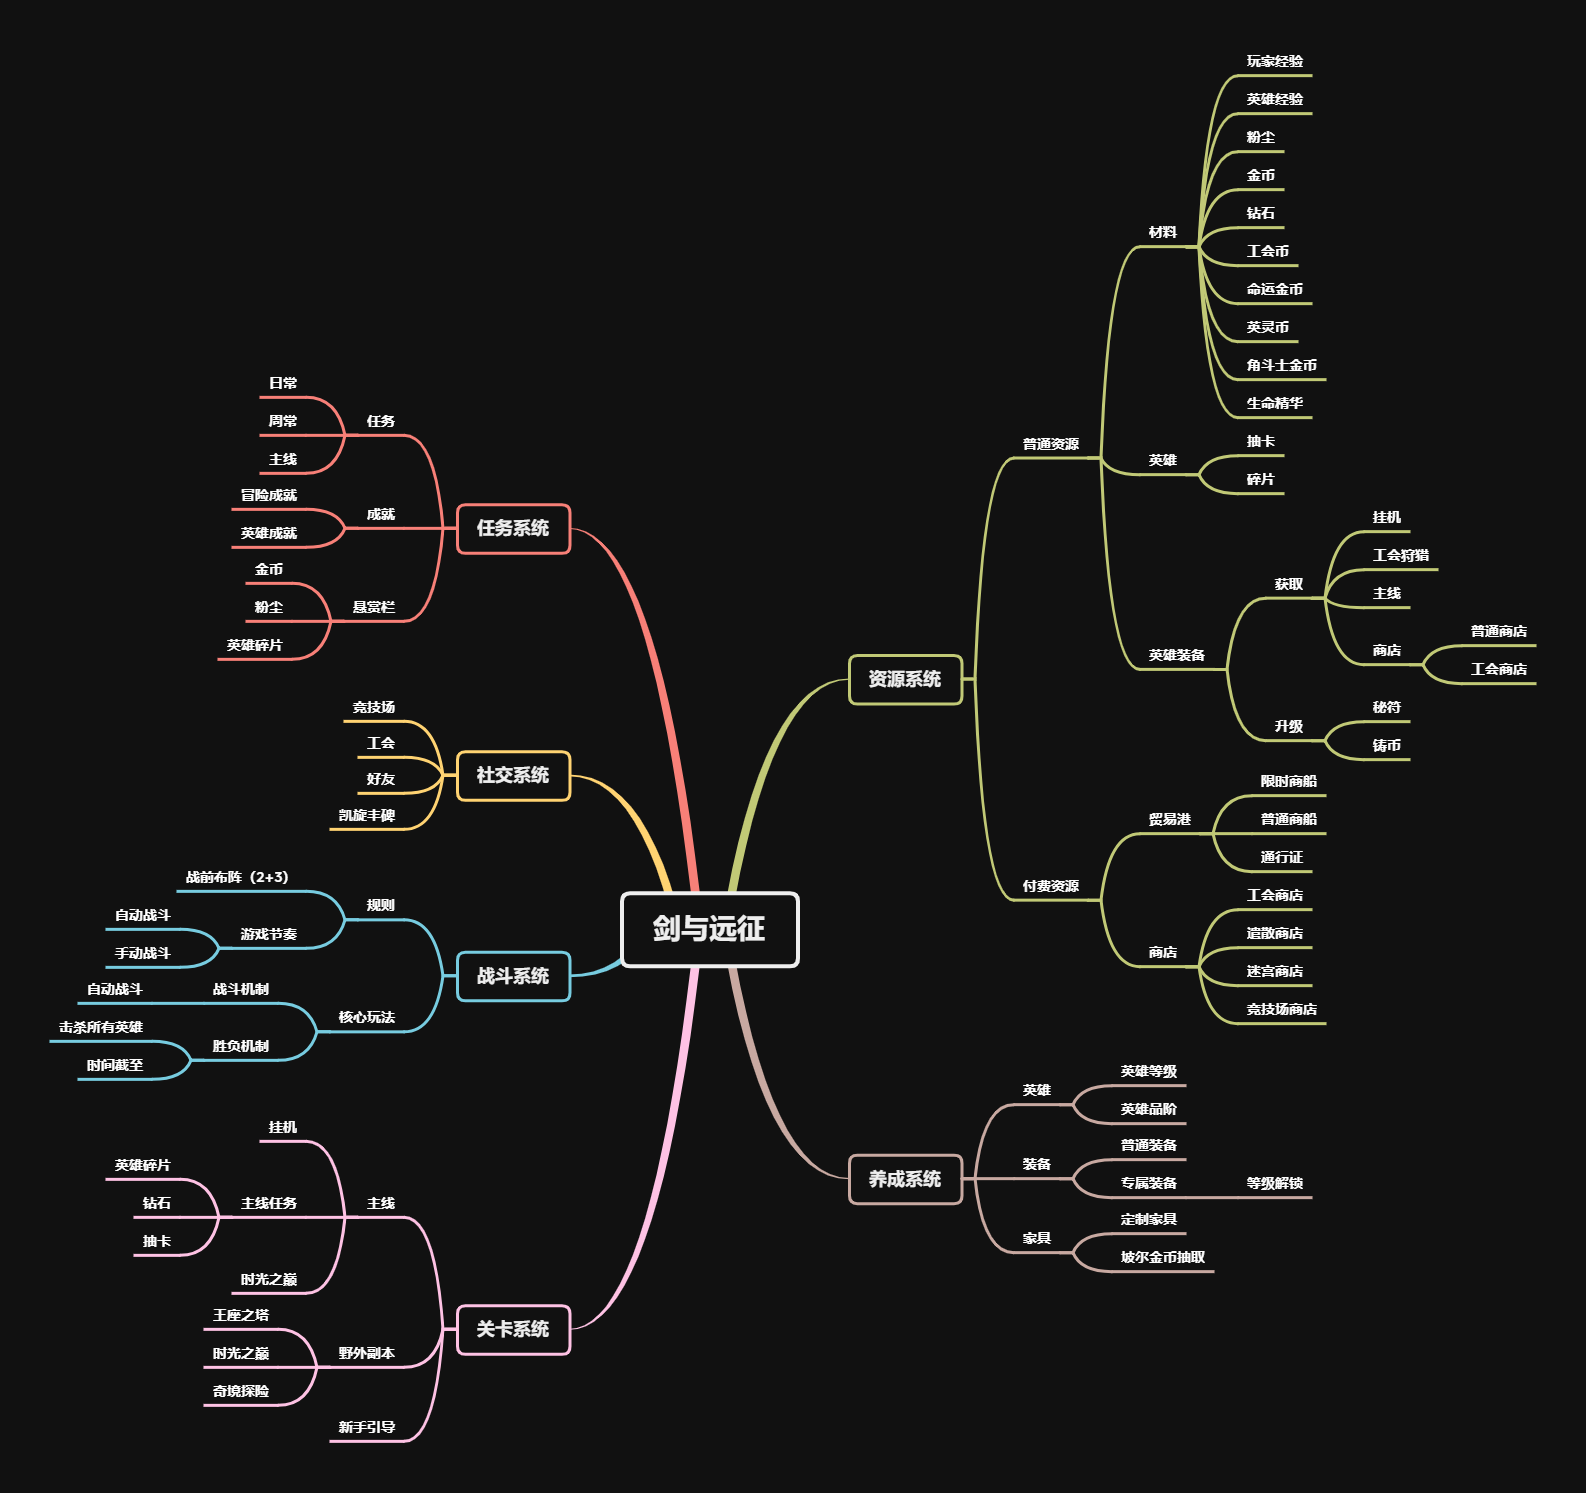 剑与远征
资源系统
普通资源
材料
玩家经验
英雄经验
粉尘
金币
钻石
工会币
命运金币
英灵币
角斗士金币
生命精华
英雄
抽卡
碎片
英雄装备
获取
挂机
工会狩猎
主线
商店
普通商店
工会商店
升级
秘符
铸币
付费资源
贸易港
限时商船
普通商船
通行证
商店
工会商店
遣散商店
迷宫商店
竞技场商店
养成系统
英雄
英雄等级
英雄品阶
装备
普通装备
专属装备
等级解锁
家具
定制家具
坡尔金币抽取
任务系统
任务
日常
周常
主线
成就
冒险成就
英雄成就
悬赏栏
金币
粉尘
英雄碎片
社交系统
竞技场
工会
好友
凯旋丰碑
战斗系统
规则
战前布阵（2+3）
游戏节奏
自动战斗
手动战斗
核心玩法
战斗机制
自动战斗
胜负机制
击杀所有英雄
时间截至
关卡系统
主线
挂机
主线任务
英雄碎片
钻石
抽卡
时光之巅
野外副本
王座之塔
时光之巅
奇境探险
新手引导